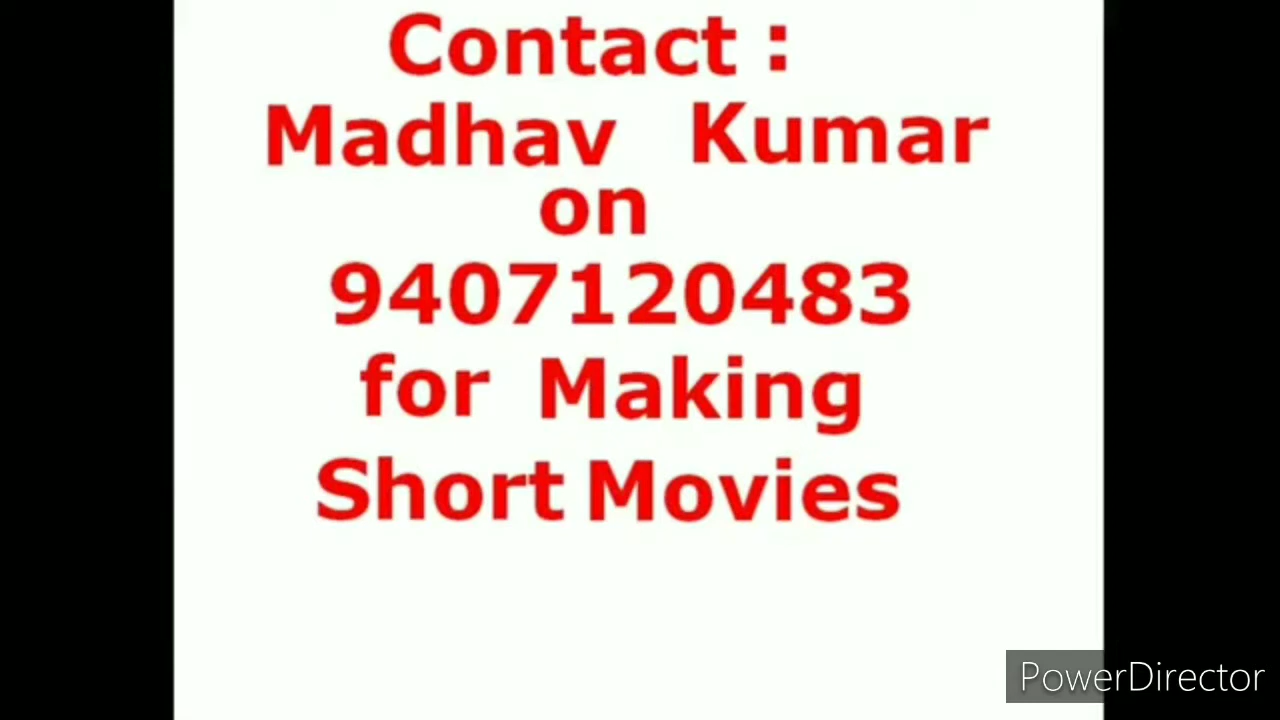 Contact :
Madhav Kumar
on
9407120483
for Making
Short Movies
PowerDirector